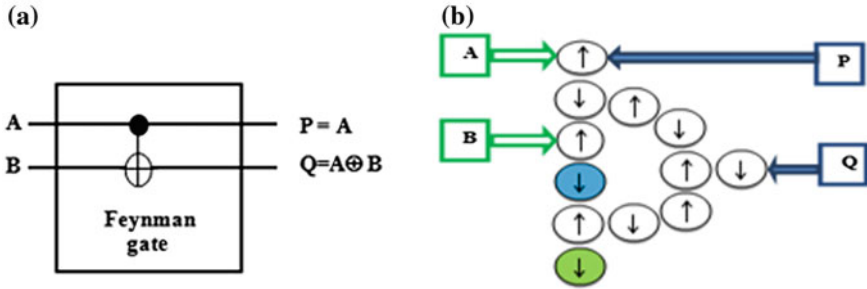 (a)
A
B
P = A
Q=A⊕B
Feynman
gate
(b)
A
↑
P
↓
↑
↓
B
↑
↑
↓
Q
↓
↑
↑
↓
↓